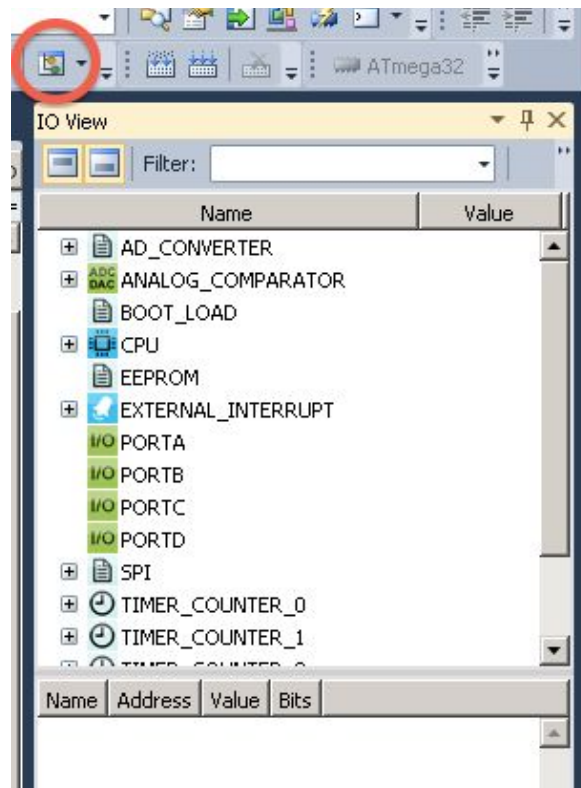 ATmega32
IO View
Filter:
Name Value
AD_CONVERTER
ADC DAC ANALOG_COMPARATOR
BOOT_LOAD
CPU
EEPROM
EXTERNAL_INTERRUPT
I/O PORTA
I/O PORTB
I/O PORTC
I/O PORTD
SPI
TIMER_COUNTER_0
TIMER_COUNTER_1
Name Address Value Bits